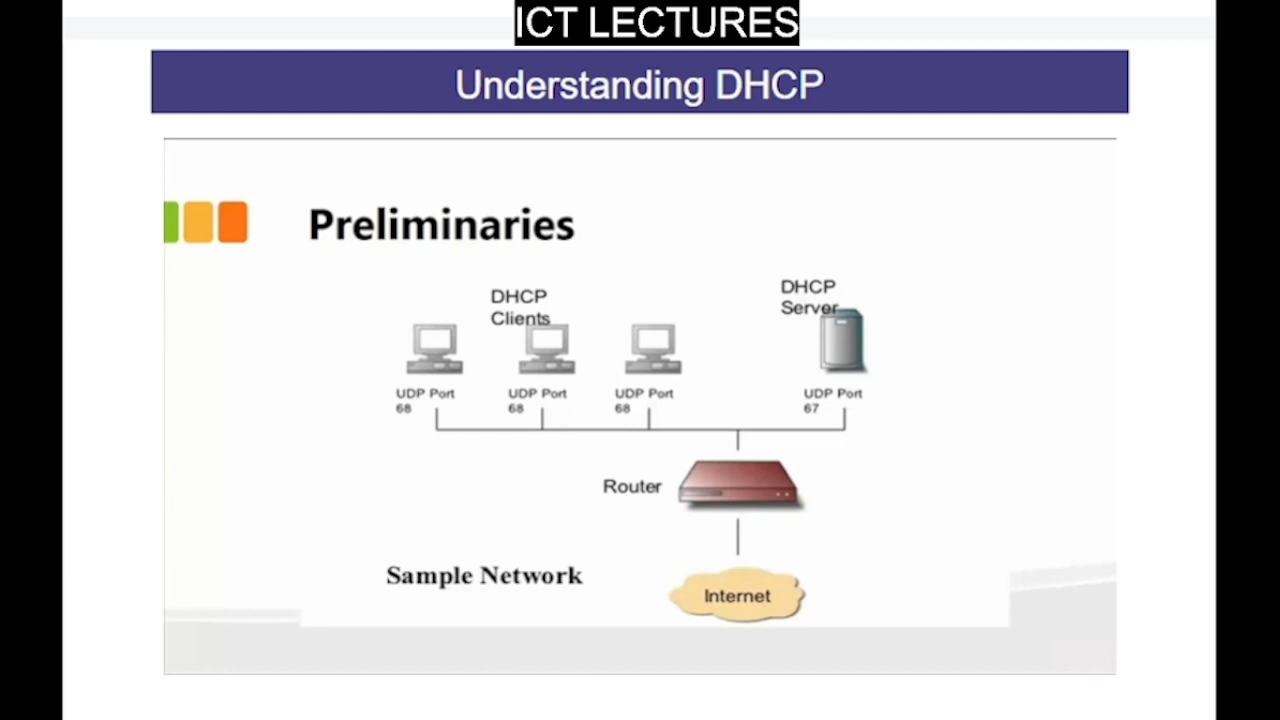 ICT LECTURES
Understanding DHCP
Preliminaries
DHCP
Clients
DHCP
Server
UDP Port
68
UDP Port
68
UDP Port
68
UDP Port
67
Router
Sample Network
Internet